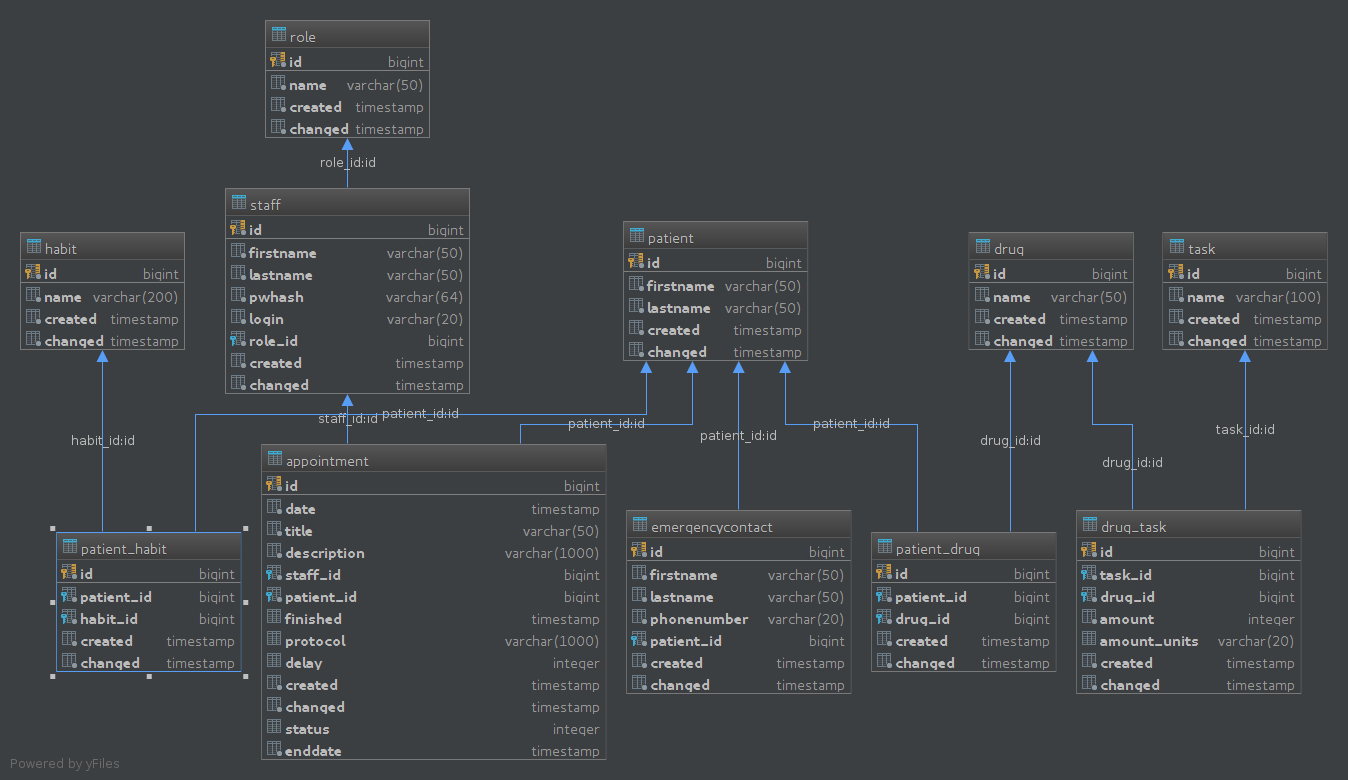 role
id bigint
name varchar(50)
created timestamp
changed timestamp
role_id:id
staff
id bigint
firstname varchar(50)
lastname varchar(50)
pwhash varchar(64)
login varchar(20)
role_id bigint
created timestamp
changed timestamp
habit
id bigint
name varchar(200)
created timestamp
changed timestamp
patient
id bigint
firstname varchar(50)
lastname varchar(50)
created timestamp
changed timestamp
drug
id bigint
name varchar(50)
created timestamp
changed timestamp
task
id bigint
name varchar(100)
created timestamp
changed timestamp
habit_id:id
staff_id:id
patient_id:id
patient_id:id
patient_id:id
patient_id:id
drug_id:id
drug_id:id
task_id:id
patient_habit
id bigint
patient_id bigint
habit_id bigint
created timestamp
changed timestamp
appointment
id bigint
date timestamp
title varchar(50)
description varchar(1000)
staff_id bigint
patient_id bigint
finished timestamp
protocol varchar(1000)
delay integer
created timestamp
changed timestamp
status integer
enddate timestamp
emergencycontact
id bigint
firstname varchar(50)
lastname varchar(50)
phonenumber varchar(20)
patient_id bigint
created timestamp
changed timestamp
patient_drug
id bigint
patient_id bigint
drug_id bigint
created timestamp
changed timestamp
drug_task
id bigint
task_id bigint
drug_id bigint
amount integer
amount_units varchar(20)
created timestamp
changed timestamp
Powered by yFiles